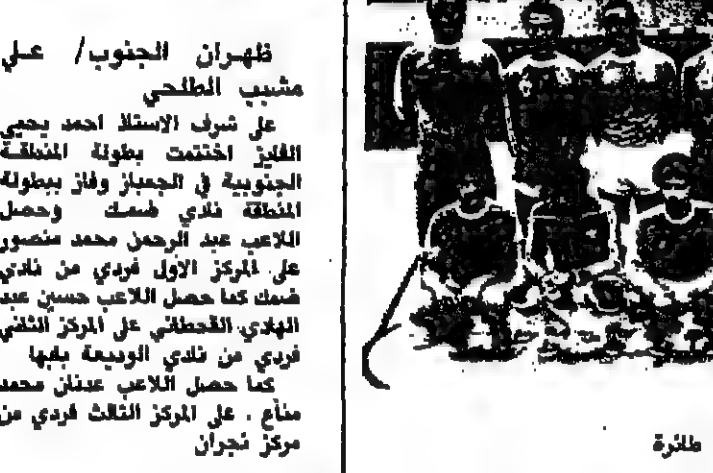 ظهران الجنوب/ علي
مشبب الطلحي
على شرف الاستاذ احمد يحيى
الفايز اختتمت بطولة المنطقة
الجنوبية في الجمباز وفاز ببطولة
المنطقة نادي ضمك وحصل
اللاعب عبد الرحمن محمد منصور
على المركز الاول فردي من نادي
ضمك كما حصل اللاعب حسين عبد
الهادي القحطاني على المركز الثاني
فردي من نادي الوديعة
كما حصل اللاعب عدنان محمد
مناع . على المركز الثالث فردي من
مركز نجران
طائرة